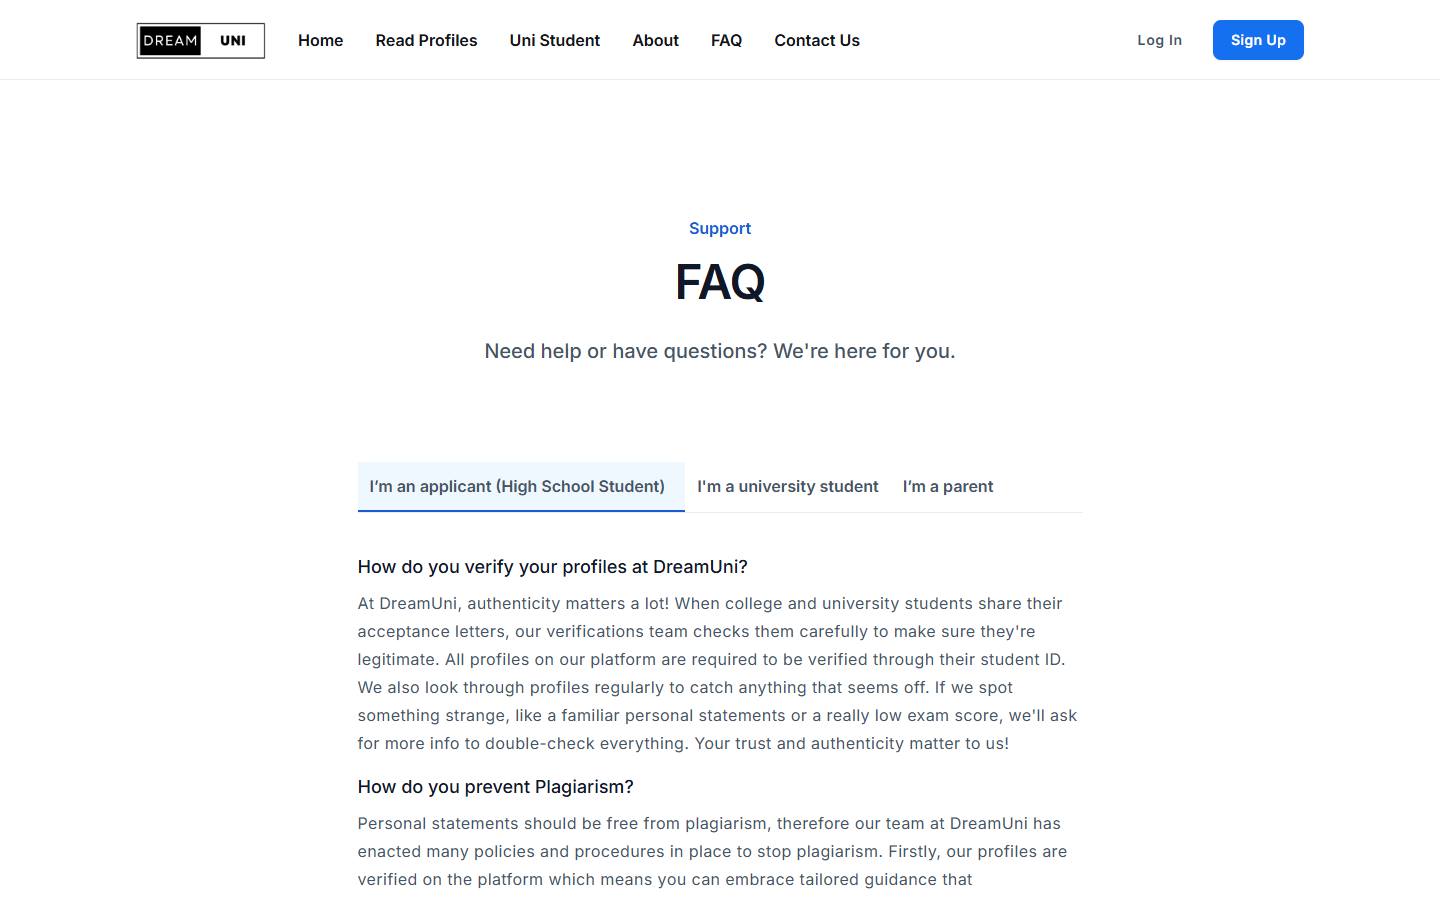 DREAM UNI
Home Read Profiles Uni Student About FAQ Contact Us Log In Sign Up
Support
FAQ
Need help or have questions? We're here for you.
I’m an applicant (High School Student) I'm a university student I’m a parent
How do you verify your profiles at DreamUni?
At DreamUni, authenticity matters a lot! When college and university students share their
acceptance letters, our verifications team checks them carefully to make sure they're
legitimate. All profiles on our platform are required to be verified through their student ID.
We also look through profiles regularly to catch anything that seems off. If we spot
something strange, like a familiar personal statements or a really low exam score, we'll ask
for more info to double-check everything. Your trust and authenticity matter to us!
How do you prevent Plagiarism?
Personal statements should be free from plagiarism, therefore our team at DreamUni has
enacted many policies and procedures in place to stop plagiarism. Firstly, our profiles are
verified on the platform which means you can embrace tailored guidance that